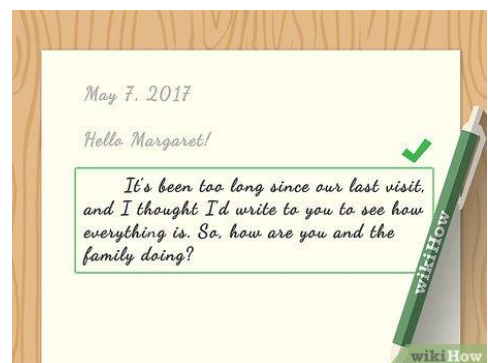 May 7. 2017
Hello Margaret!
It's been too long since our last visit,
and I thought I'd write to you to see how
everything is. So, how are you and the
family doing?
wikiHow
wikiHow